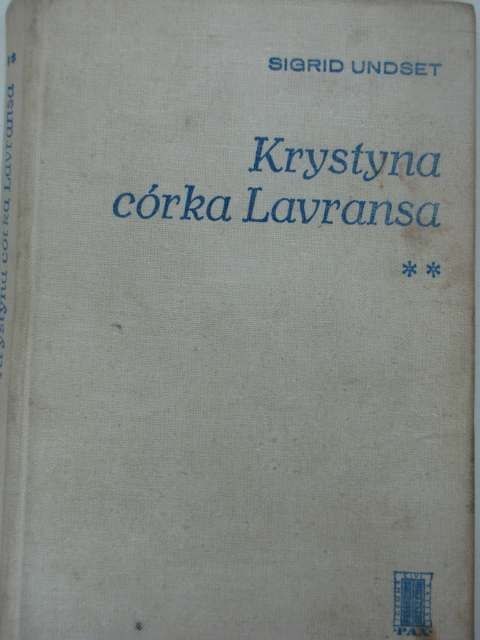 SIGRID UNDSET
Krystyna
córka Lavransa
**
PAX
Krystyna córka Lavransa **